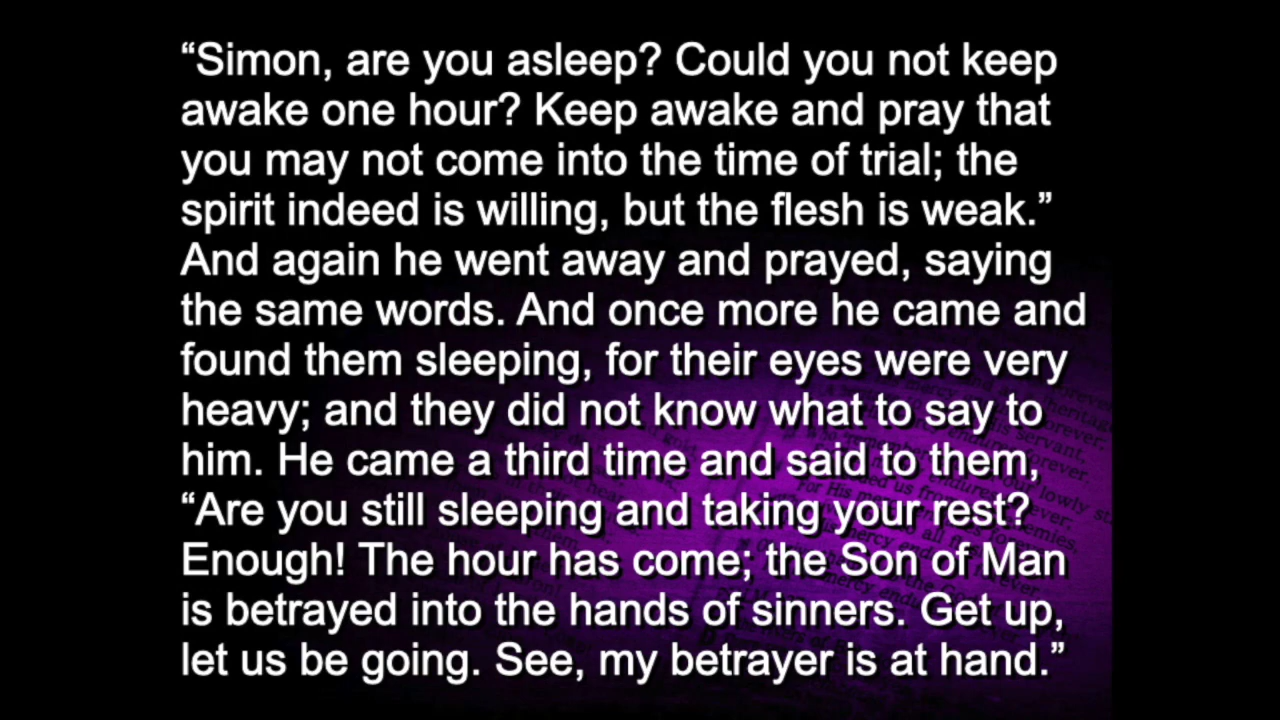 “Simon, are you asleep? Could you not keep
awake one hour? Keep awake and pray that
you may not come into the time of trial; the
spirit indeed is willing, but the flesh is weak.”
And again he went away and prayed, saying
the same words. And once more he came and
found them sleeping, for their eyes were very
heavy; and they did not know what to say to
him. He came a third time and said to them,
“Are you still sleeping and taking your rest?
Enough! The hour has come; the Son of Man
is betrayed into the hands of sinners. Get up,
let us be going. See, my betrayer is at hand.”